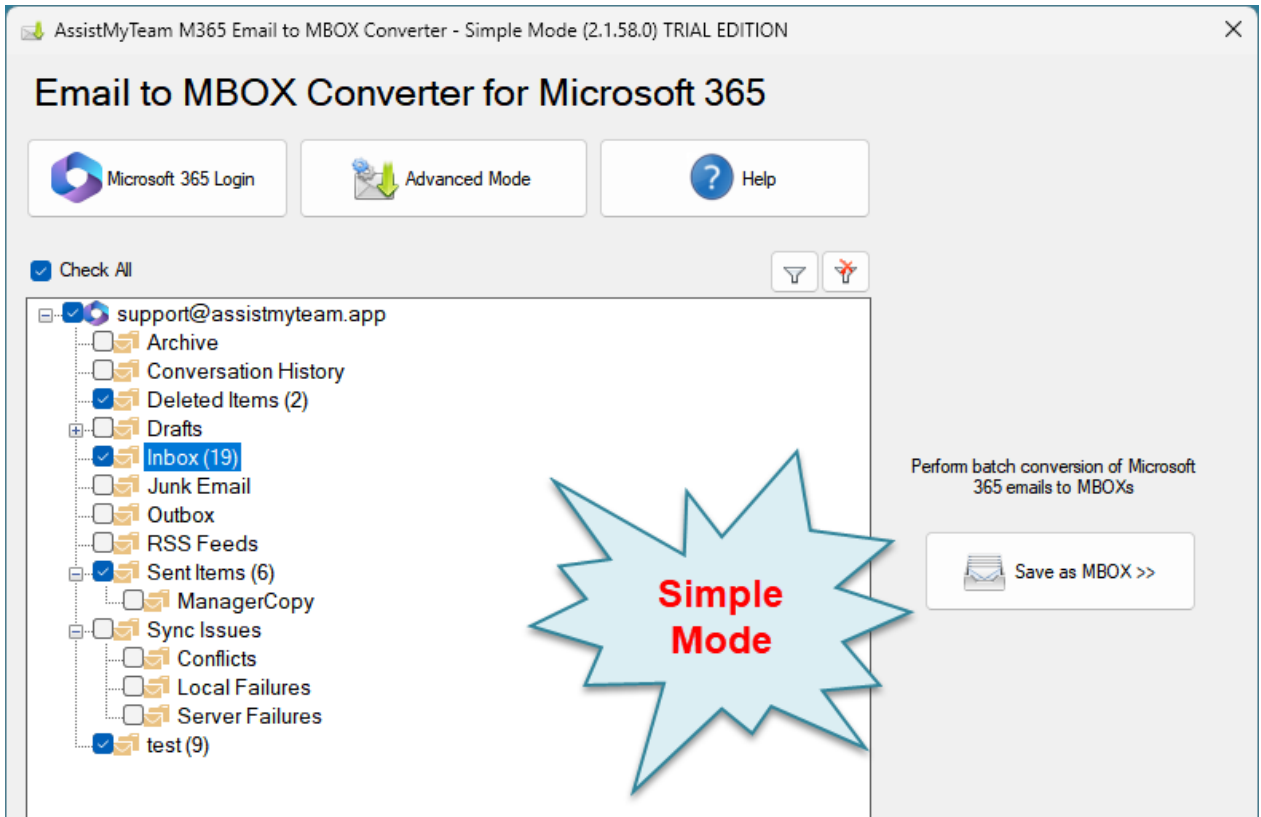 AssistMyTeam M365 Email to MBOX Converter - Simple Mode (2.1.58.0) TRIAL EDITION
Email to MBOX Converter for Microsoft 365
Microsoft 365 Login
Advanced Mode
? Help
Check All
support@assistmyteam.app
Archive
Conversation History
Deleted Items (2)
Drafts
Inbox (19)
Junk Email
Outbox
RSS Feeds
Sent Items (6)
ManagerCopy
Sync Issues
Conflicts
Local Failures
Server Failures
test (9)
Simple
Mode
Perform batch conversion of Microsoft
365 emails to MBOXs
Save as MBOX >>